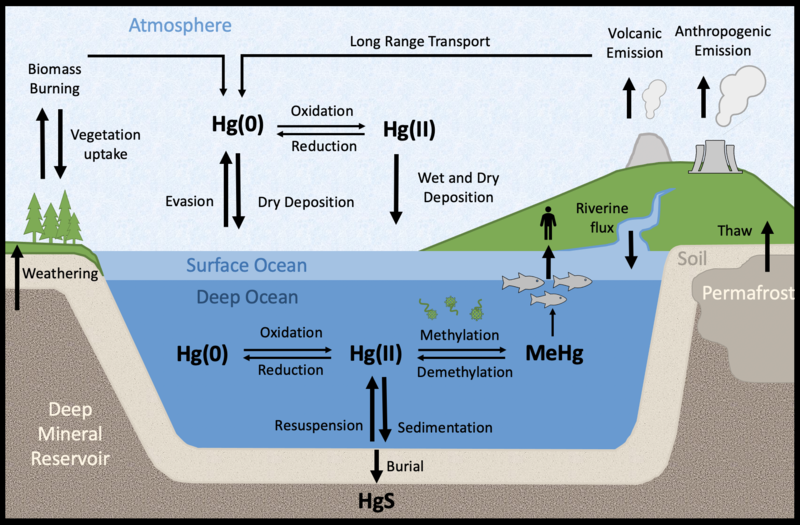 Atmosphere
Long Range Transport
Volcanic
Emission
Anthropogenic
Emission
Biomass
Burning
Vegetation
uptake
Hg(0)
Oxidation
Reduction
Hg(II)
Evasion
Dry Deposition
Wet and Dry
Deposition
Riverine
flux
Thaw
Weathering
Surface Ocean
Deep Ocean
Soil
Permafrost
Hg(0)
Oxidation
Reduction
Hg(II)
Methylation
Demethylation
MeHg
Resuspension
Sedimentation
Deep
Mineral
Reservoir
Burial
HgS